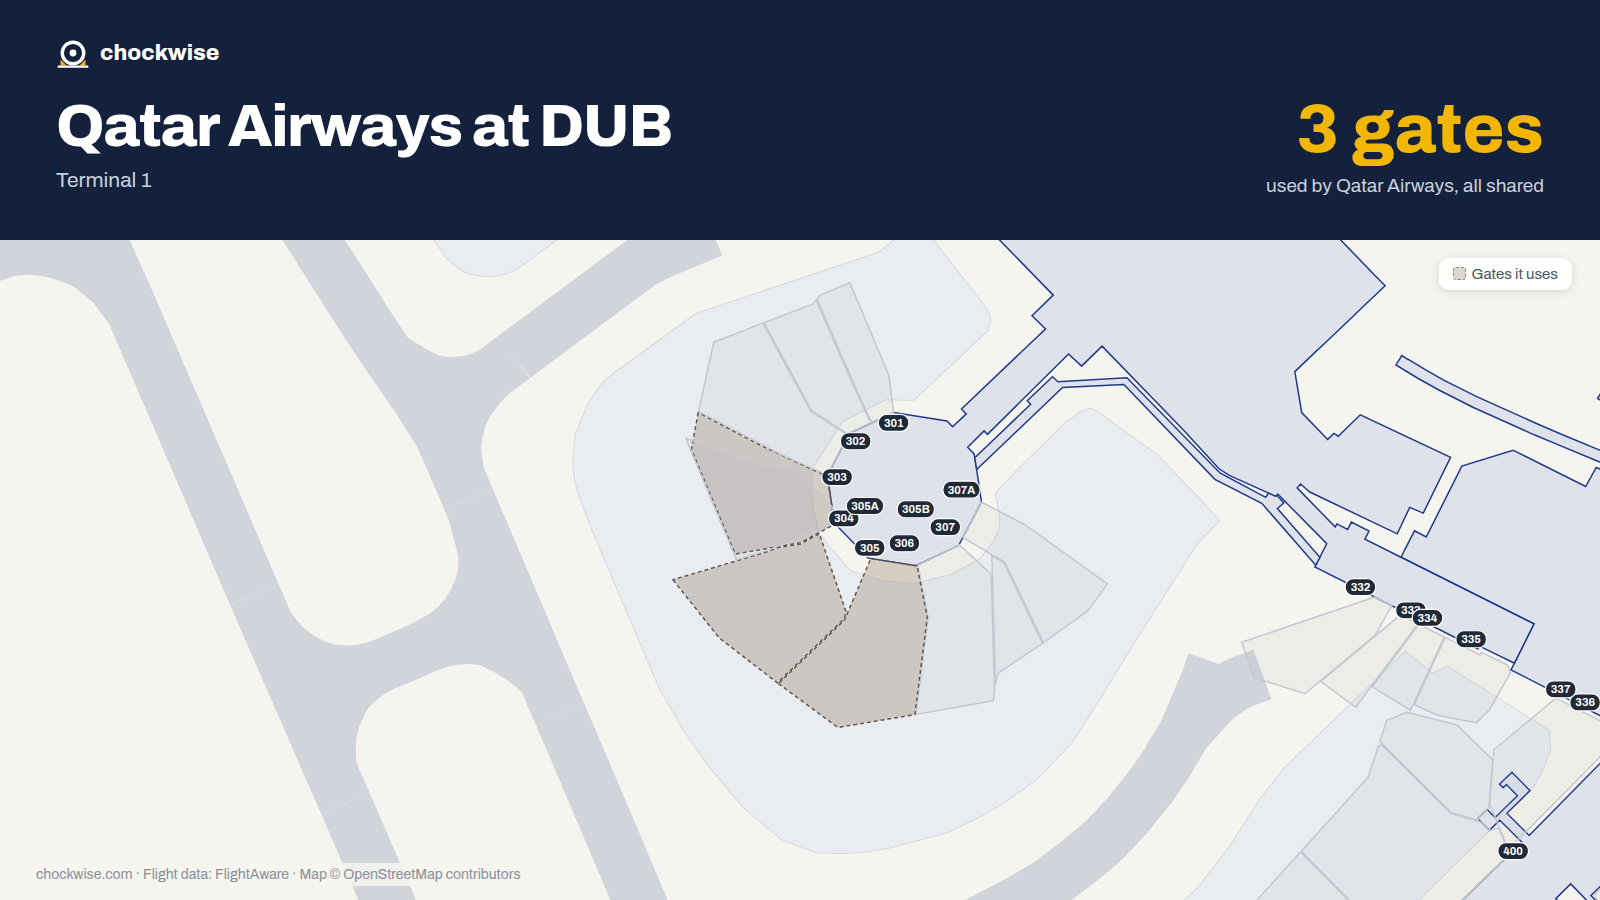 chockwise
Qatar Airways at DUB
Terminal 1
3 gates
used by Qatar Airways, all shared
Gates it uses
301
302
303
307A
305A
305B
304
307
306
305
332
333
334
335
337
336
400
chockwise.com · Flight data: FlightAware · Map © OpenStreetMap contributors